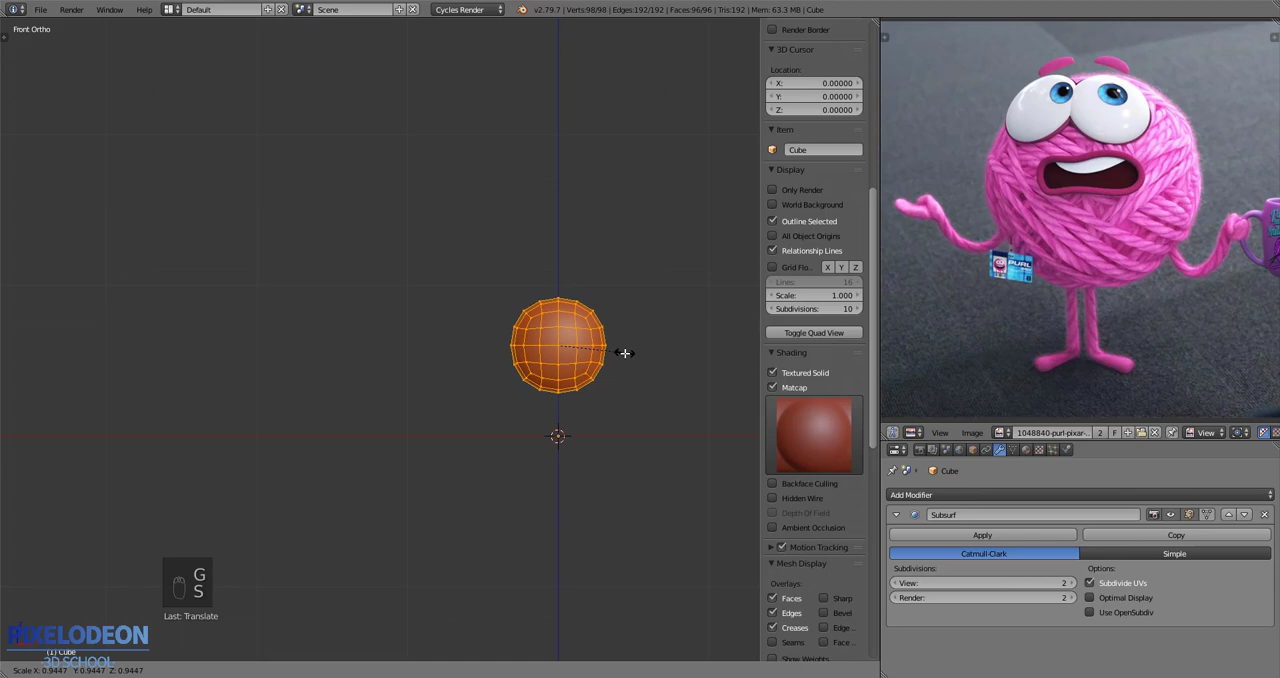 File Render Window Help Default Scene Cycles Render v2.79.7 | Verts:98/98 | Edges:192/192 | Faces:96/96 | Tris:192 | Mem: 63.3 MB | Cube
Front Ortho
Render Border
3D Cursor
Location:
X: 0.00000
Y: 0.00000
Z: 0.00000
Item
Cube
Display
Only Render
World Background
Outline Selected
All Object Origins
Relationship Lines
Grid Flo.. X Y Z
Lines: 16
Scale: 1.000
Subdivisions: 10
Toggle Quad View
Shading
Textured Solid
Matcap
Backface Culling
Hidden Wire
Depth Of Field
Ambient Occlusion
Motion Tracking
Mesh Display
Overlays:
Faces Sharp
Edges Bevel
Creases Edge ...
Seams Face...
Show Weights
PURL
View Image 1048840-purl-pixar-... 2 F View
Cube
Add Modifier
Subsurf
Apply Copy
Catmull-Clark Simple
Subdivisions: Options:
View: 2 Subdivide UVs
Render: 2 Optimal Display
Use OpenSubdiv
G
S
Last: Translate
PIXELODEON
3D SCHOOL
(1) Cube
Scale X: 0.9447 Y: 0.9447 Z: 0.9447